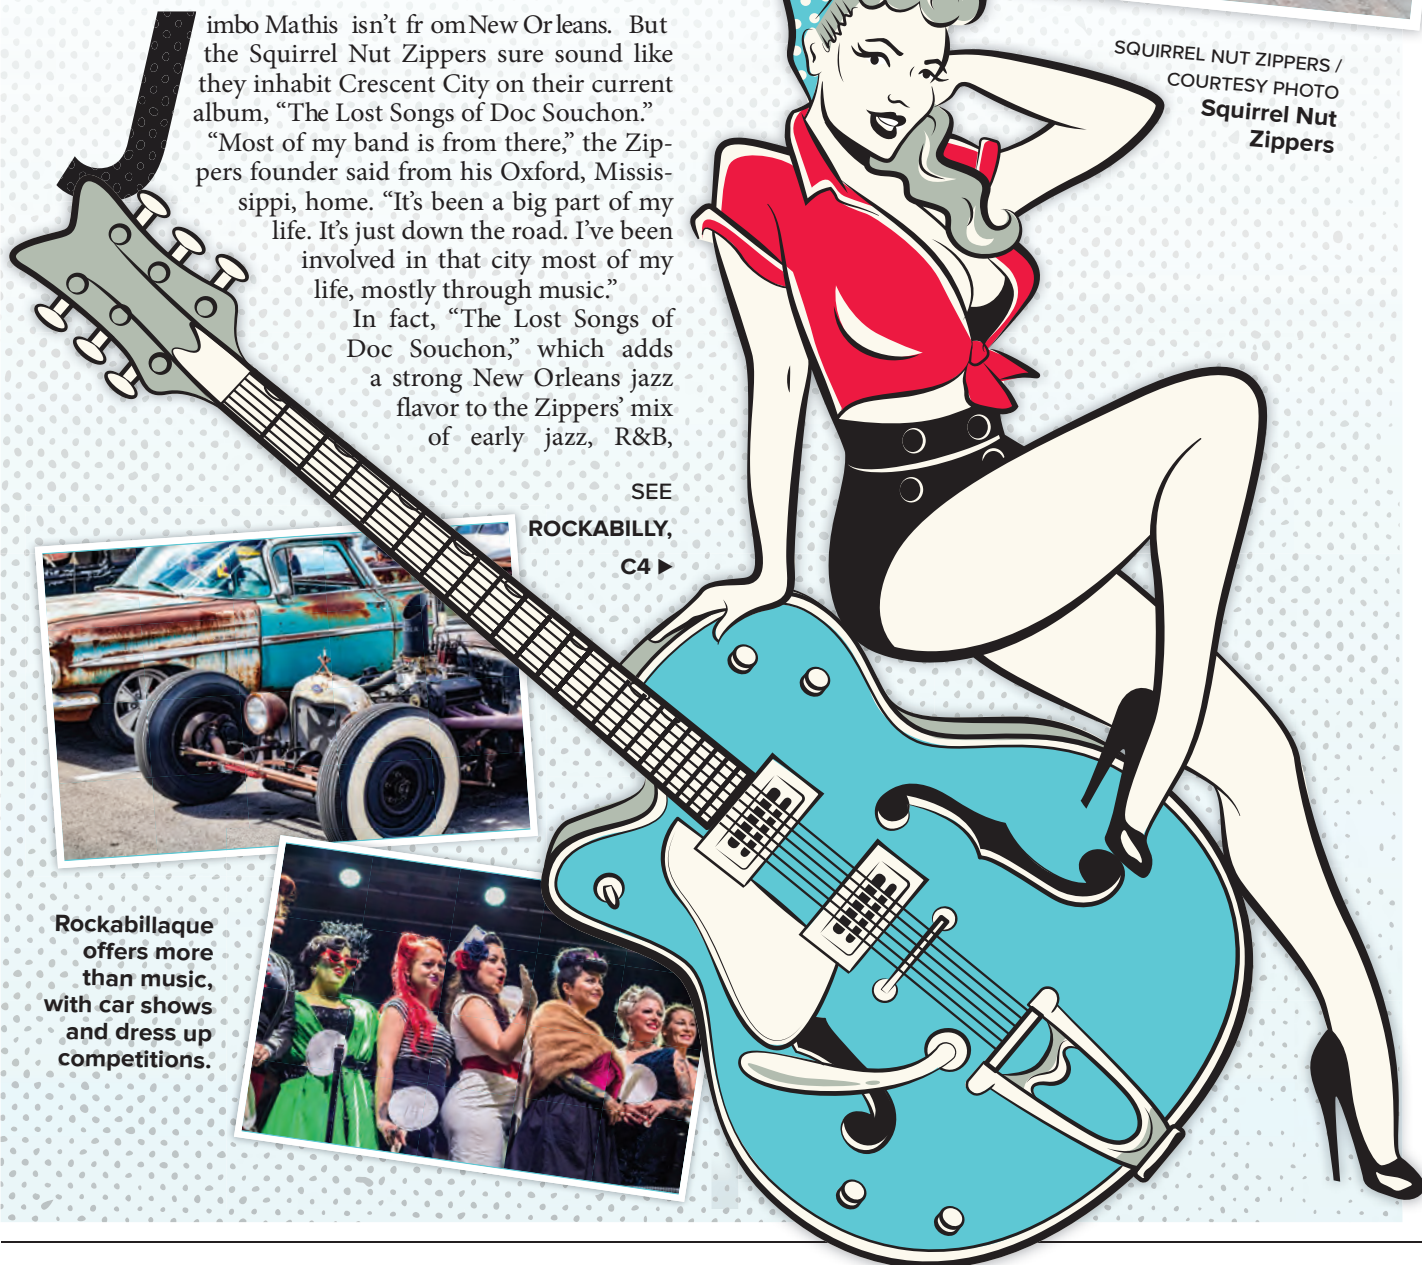 J
imbo Mathis isn’t fr om New Or leans. But
the Squirrel Nut Zippers sure sound like
they inhabit Crescent City on their current
album, “The Lost Songs of Doc Souchon.”
“Most of my band is from there,” the Zip-
pers founder said from his Oxford, Missis-
sippi, home. “It’s been a big part of my
life. It’s just down the road. I’ve been
involved in that city most of my
life, mostly through music.”
In fact, “The Lost Songs of
Doc Souchon,” which adds
a strong New Orleans jazz
flavor to the Zippers’ mix
of early jazz, R&B,
SEE
ROCKABILLY,
C4 ▶
SQUIRREL NUT ZIPPERS /
COURTESY PHOTO
Squirrel Nut
Zippers
Rockabillaque
offers more
than music,
with car shows
and dress up
competitions.